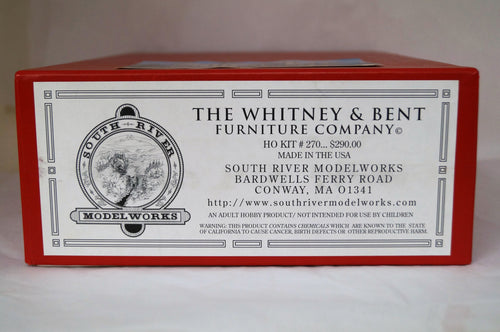 SOUTH RIVER
MODELWORKS
THE WHITNEY & BENT
FURNITURE COMPANY©
HO KIT # 270... $290.00
MADE IN THE USA
SOUTH RIVER MODELWORKS
BARDWELLS FERRY ROAD
CONWAY, MA 01341
http://www.southrivermodelworks.com
AN ADULT HOBBY PRODUCT/ NOT INTENDED FOR USE BY CHILDREN
WARNING: THIS PRODUCT CONTAINS CHEMICALS WHICH ARE KNOWN TO THE STATE
OF CALIFORNIA TO CAUSE CANCER, BIRTH DEFECTS OR OTHER REPRODUCTIVE HARM.